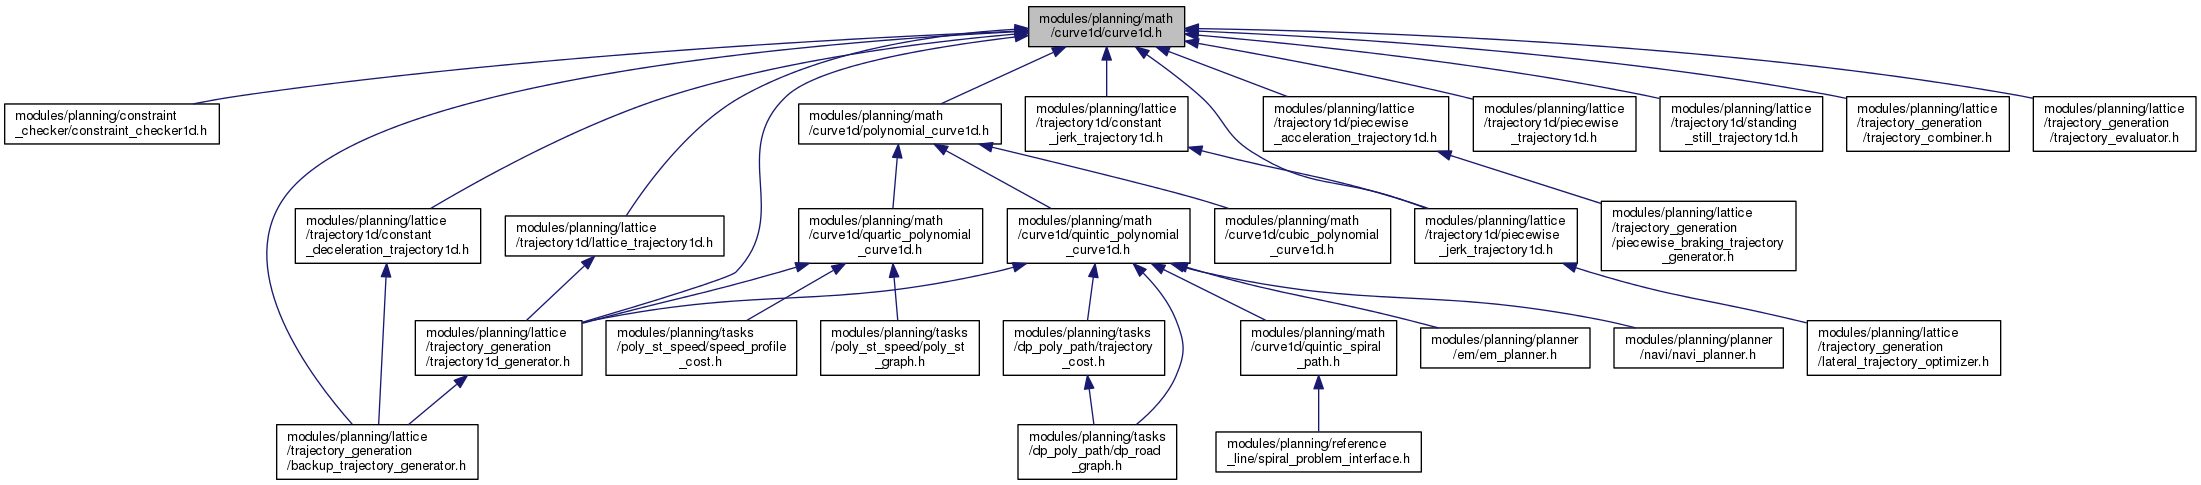 modules/planning/math
/curve1d/curve1d.h
modules/planning/constraint
_checker/constraint_checker1d.h
modules/planning/math
/curve1d/polynomial_curve1d.h
modules/planning/lattice
/trajectory1d/constant
_jerk_trajectory1d.h
modules/planning/lattice
/trajectory1d/piecewise
_acceleration_trajectory1d.h
modules/planning/lattice
/trajectory1d/piecewise
_trajectory1d.h
modules/planning/lattice
/trajectory1d/standing
_still_trajectory1d.h
modules/planning/lattice
/trajectory_generation
/trajectory_combiner.h
modules/planning/lattice
/trajectory_generation
/trajectory_evaluator.h
modules/planning/lattice
/trajectory1d/constant
_deceleration_trajectory1d.h
modules/planning/lattice
/trajectory1d/lattice_trajectory1d.h
modules/planning/math
/curve1d/quartic_polynomial
_curve1d.h
modules/planning/math
/curve1d/quintic_polynomial
_curve1d.h
modules/planning/math
/curve1d/cubic_polynomial
_curve1d.h
modules/planning/lattice
/trajectory1d/piecewise
_jerk_trajectory1d.h
modules/planning/lattice
/trajectory_generation
/piecewise_braking_trajectory
_generator.h
modules/planning/lattice
/trajectory_generation
/trajectory1d_generator.h
modules/planning/tasks
/poly_st_speed/speed_profile
_cost.h
modules/planning/tasks
/poly_st_speed/poly_st
_graph.h
modules/planning/tasks
/dp_poly_path/trajectory
_cost.h
modules/planning/math
/curve1d/quintic_spiral
_path.h
modules/planning/planner
/em/em_planner.h
modules/planning/planner
/navi/navi_planner.h
modules/planning/lattice
/trajectory_generation
/lateral_trajectory_optimizer.h
modules/planning/lattice
/trajectory_generation
/backup_trajectory_generator.h
modules/planning/tasks
/dp_poly_path/dp_road
_graph.h
modules/planning/reference
_line/spiral_problem_interface.h